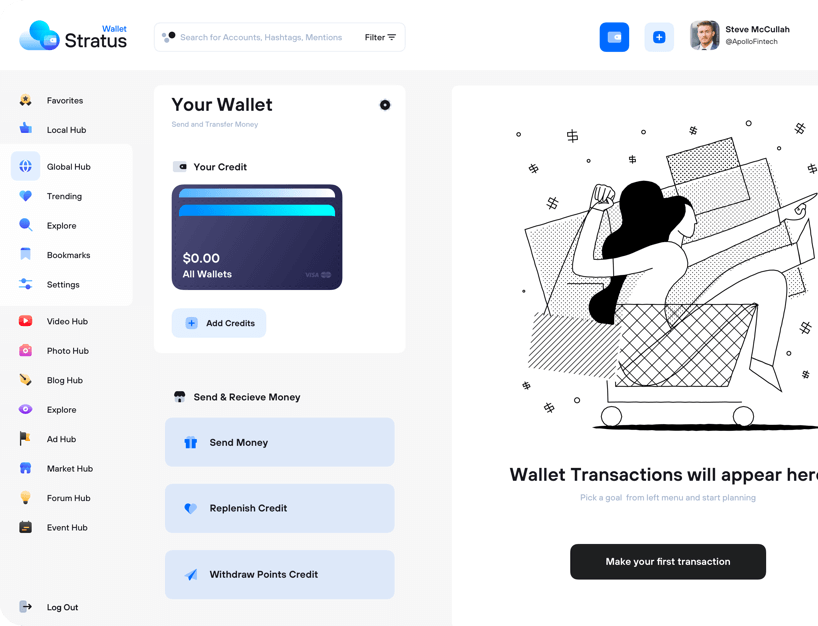 Wallet
Stratus
Search for Accounts, Hashtags, Mentions
Filter
Steve McCullah
@ApolloFintech
Favorites
Local Hub
Global Hub
Trending
Explore
Bookmarks
Settings
Video Hub
Photo Hub
Blog Hub
Explore
Ad Hub
Market Hub
Forum Hub
Event Hub
Log Out
Your Wallet
Send and Transfer Money
Your Credit
$0.00
All Wallets
VISA
Add Credits
Send & Recieve Money
Send Money
Replenish Credit
Withdraw Points Credit
$ $ $ $ $ $ $ $ $ $ $
Wallet Transactions will appear here
Pick a goal from left menu and start planning
Make your first transaction